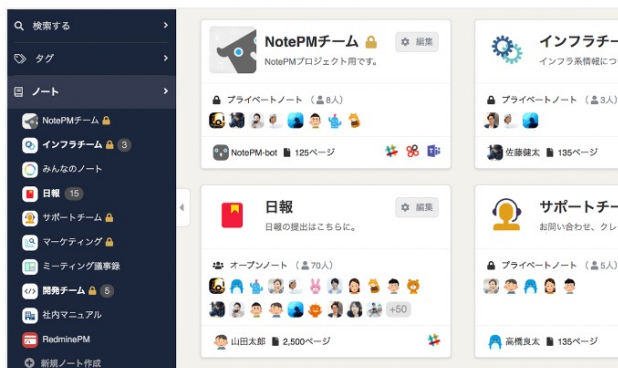 検索する
タグ
ノート
NotePMチーム
インフラチーム 3
みんなのノート
日報 15
サポートチーム
マーケティング
ミーティング議事録
開発チーム 5
社内マニュアル
RedminePM
新規ノート作成
NotePMチーム 編集
NotePMプロジェクト用です。
プライベートノート （8人）
NotePM-bot 125ページ
インフラチー
インフラ系情報につ
プライベートノート （3人）
佐藤健太 135ページ
日報 編集
日報の提出はこちらに。
オープンノート （70人）
+50
山田太郎 2,500ページ
サポートチー
お問い合わせ、クレ
プライベートノート （5人）
高橋良太 135ページ